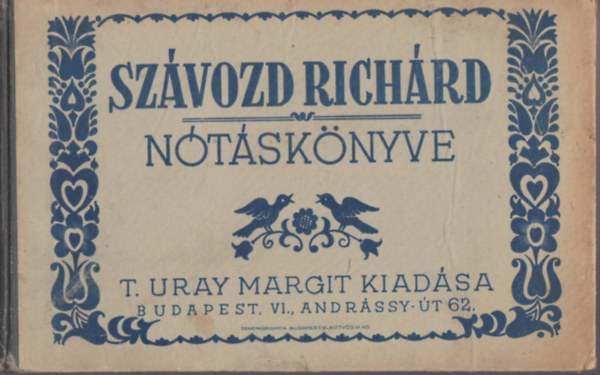 SZÁVOZD RICHÁRD
NÓTÁSKÖNYVE
T. URAY MARGIT KIADÁSA
BUDAPEST, VI., ANDRÁSSY-ÚT 62.